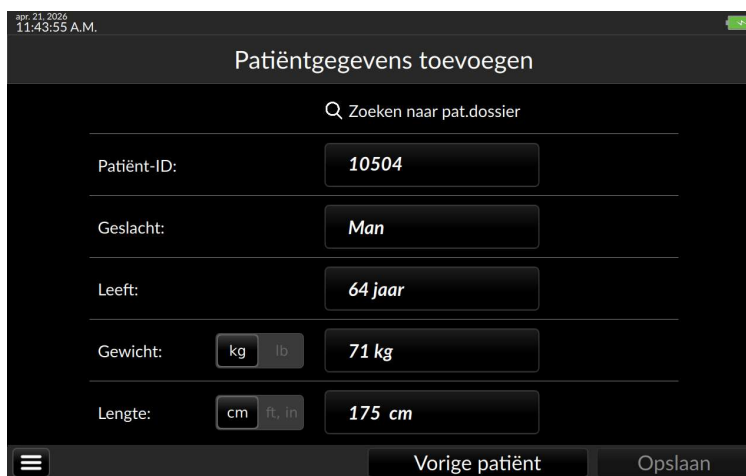 apr. 21, 2026
11:43:55 A.M.
Patiëntgegevens toevoegen
Zoeken naar pat.dossier
Patiënt-ID: 10504
Geslacht: Man
Leeft: 64 jaar
Gewicht: kg lb 71 kg
Lengte: cm ft, in 175 cm
Vorige patiënt Opslaan